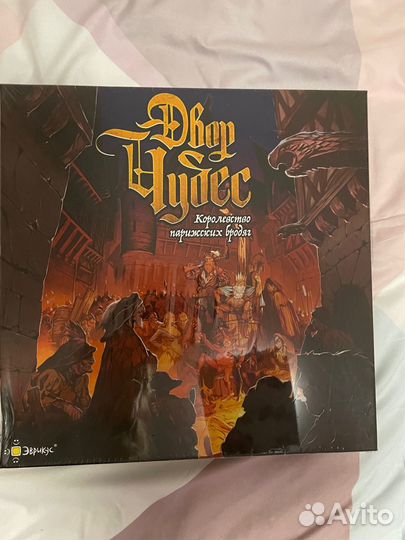 Двор
Чудес
Королевство
парижских бродяг
Эврикус
Avito